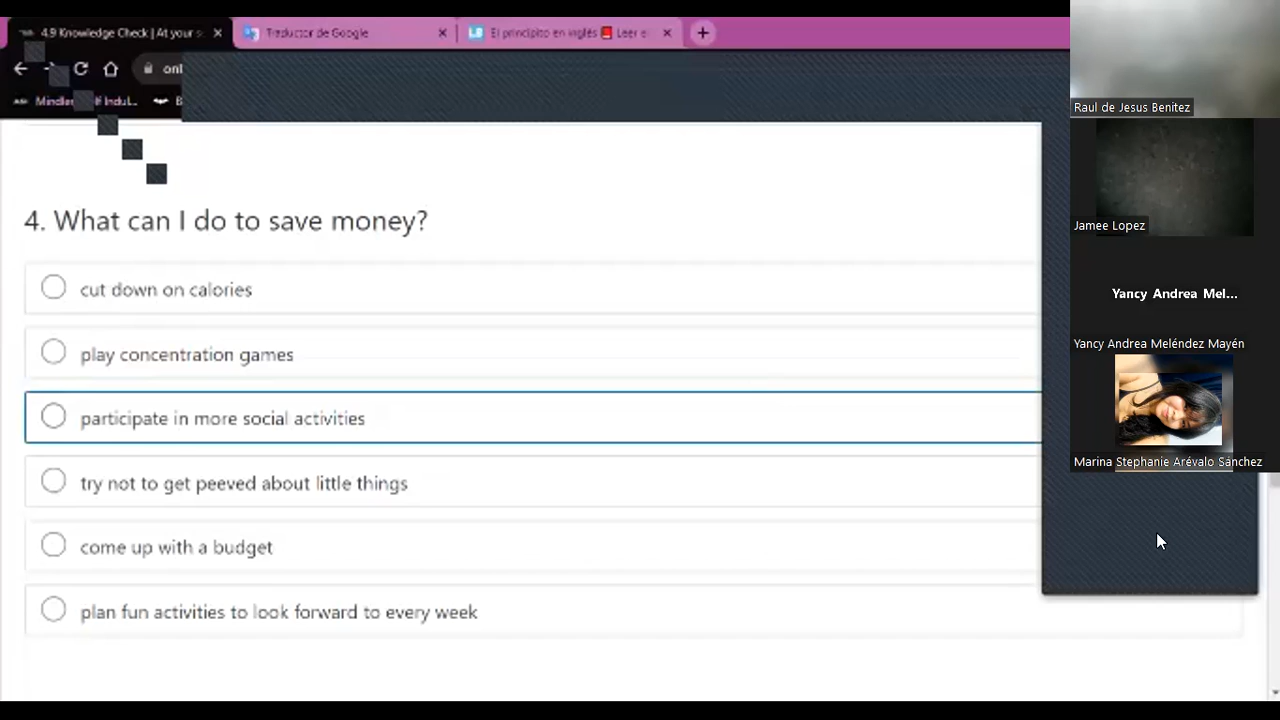 4.9 Knowledge Check | At your s
Traductor de Google
El principito en inglés 📕 Leer e
onl
4. What can I do to save money?
cut down on calories
play concentration games
participate in more social activities
try not to get peeved about little things
come up with a budget
plan fun activities to look forward to every week
Raul de Jesus Benitez
Jamee Lopez
Yancy Andrea Mel...
Yancy Andrea Meléndez Mayén
Marina Stephanie Arévalo Sánchez